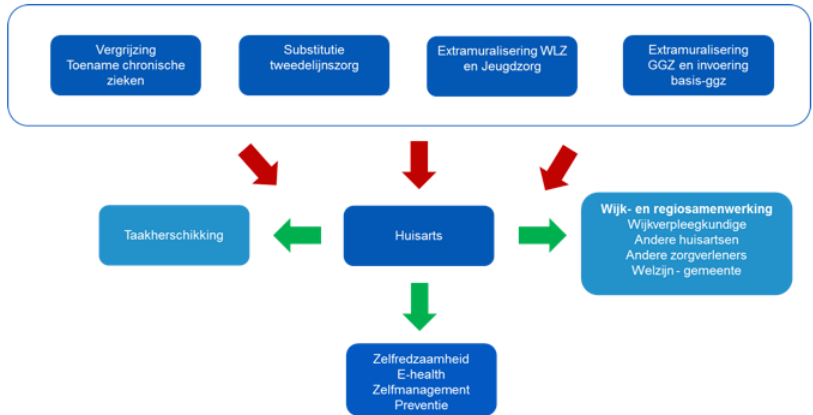 Vergrijzing
Toename chronische
zieken
Substitutie
tweedelijnszorg
Extramuralisering WLZ
en Jeugdzorg
Extramuralisering
GGZ en invoering
basis-ggz
Taakherschikking
Huisarts
Wijk- en regiosamenwerking
Wijkverpleegkundige
Andere huisartsen
Andere zorgverleners
Welzijn - gemeente
Zelfredzaamheid
E-health
Zelfmanagement
Preventie